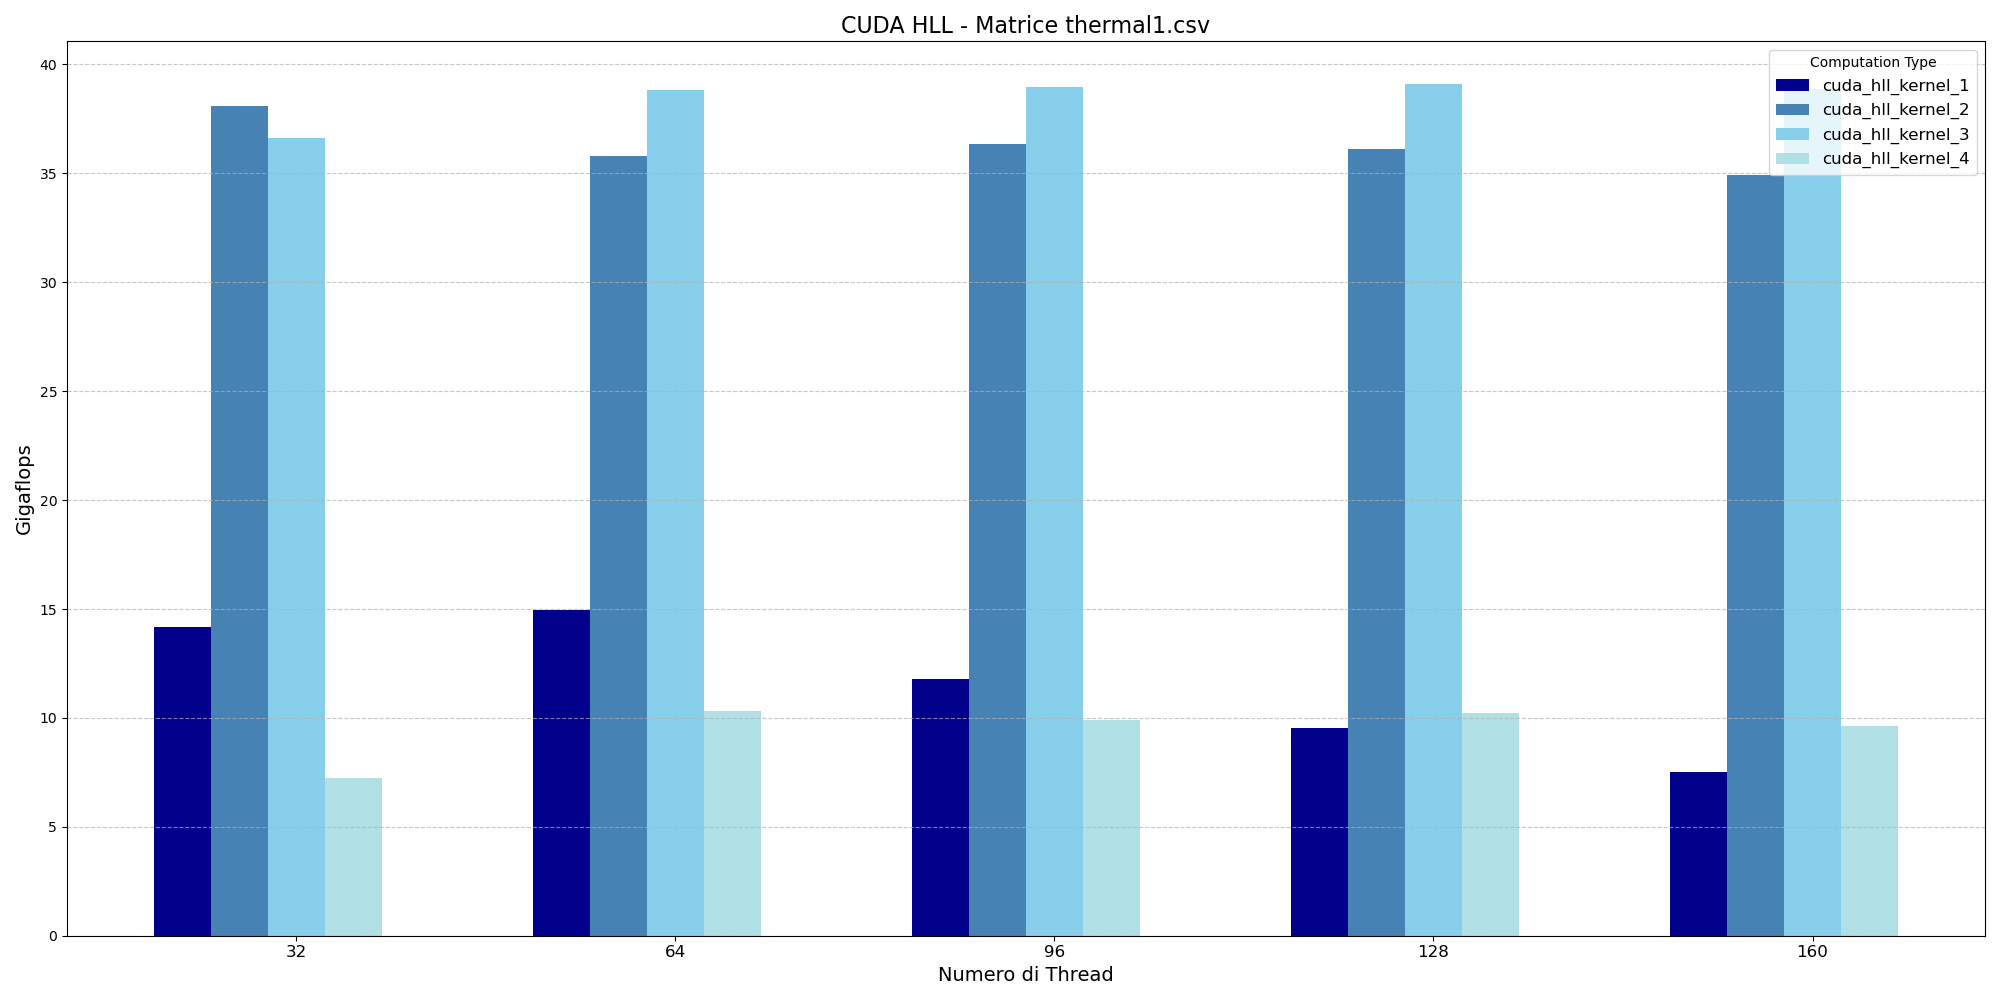 CUDA HLL - Matrice thermal1.csv
Computation Type
cuda_hll_kernel_1
cuda_hll_kernel_2
cuda_hll_kernel_3
cuda_hll_kernel_4
Gigaflops
40
35
30
25
20
15
10
5
0
32 64 96 128 160
Numero di Thread